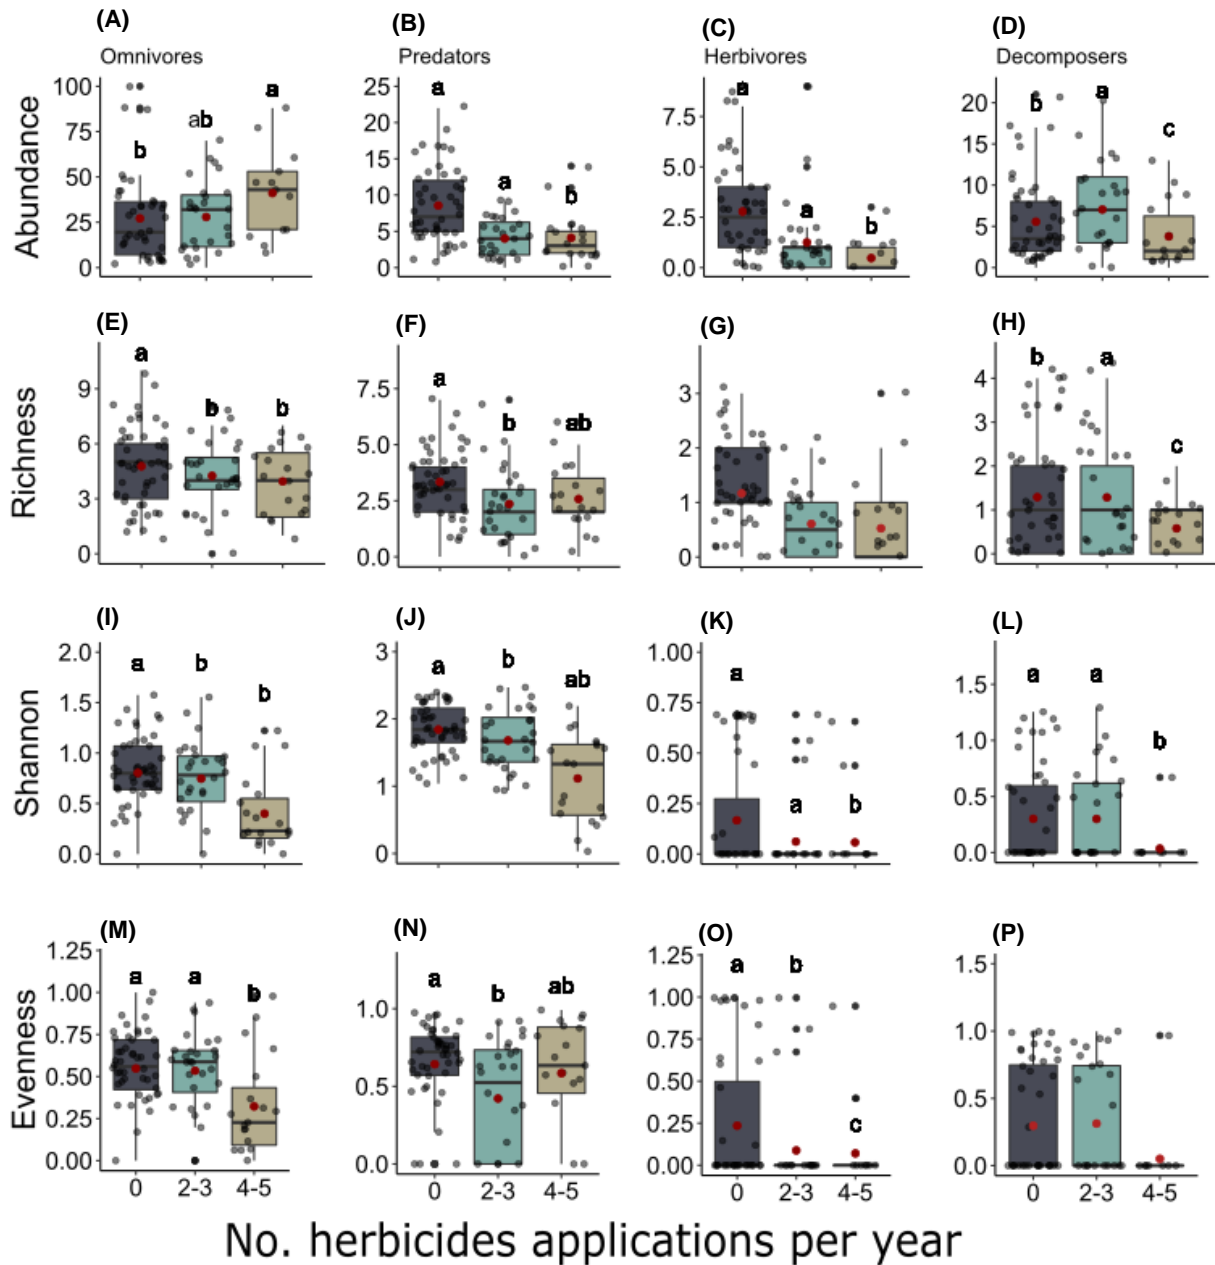 (A) (B) (C) (D)
Omnivores Predators Herbivores Decomposers
Abundance
100 75 50 25 0
b ab a
25 20 15 10 5 0
a a b
7.5 5.0 2.5 0.0
a a b
20 15 10 5 0
b a c
(E) (F) (G) (H)
Richness
9 6 3 0
a b b
7.5 5.0 2.5 0.0
a b ab
3 2 1 0
4 3 2 1 0
b a c
(I) (J) (K) (L)
Shannon
2.0 1.5 1.0 0.5 0.0
a b b
3 2 1 0
a b ab
1.00 0.75 0.50 0.25 0.00
a a b
1.5 1.0 0.5 0.0
a a b
(M) (N) (O) (P)
Evenness
1.25 1.00 0.75 0.50 0.25 0.00
a a b
1.0 0.5 0.0
a b ab
1.25 1.00 0.75 0.50 0.25 0.00
a b c
1.5 1.0 0.5 0.0
0 2-3 4-5 0 2-3 4-5 0 2-3 4-5 0 2-3 4-5
No. herbicides applications per year